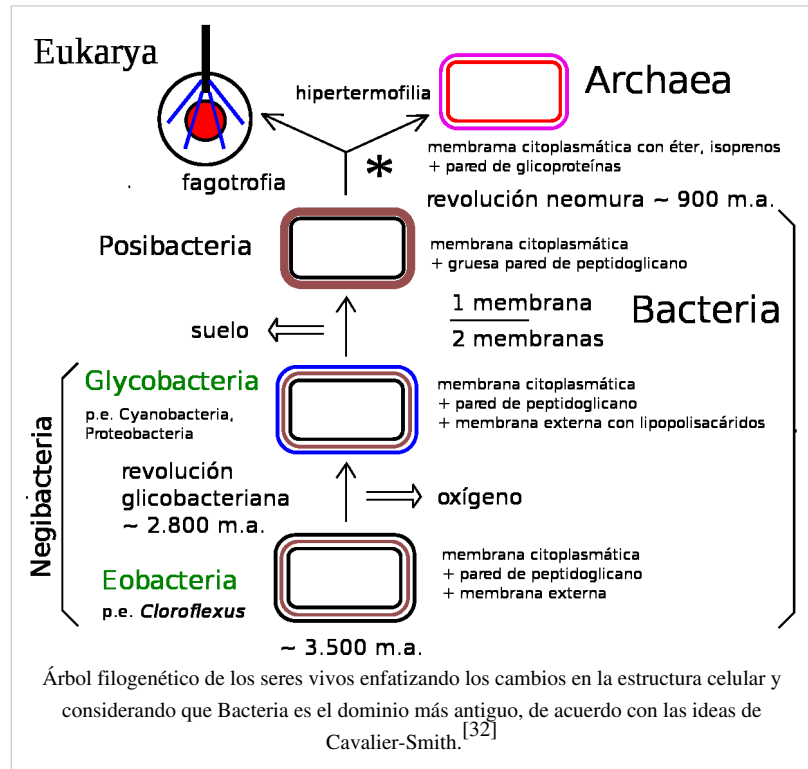 Eukarya
hipertermofilia
Archaea
fagotrofia
*
membrama citoplasmática con éter, isoprenos
+ pared de glicoproteínas
revolución neomura ~ 900 m.a.
Posibacteria
membrana citoplasmática
+ gruesa pared de peptidoglicano
1 membrana
2 membranas
Bacteria
suelo
Glycobacteria
p.e. Cyanobacteria,
Proteobacteria
membrana citoplasmática
+ pared de peptidoglicano
+ membrana externa con lipopolisacáridos
Negibacteria
revolución
glicobacteriana
~ 2.800 m.a.
oxígeno
Eobacteria
p.e. Cloroflexus
membrana citoplasmática
+ pared de peptidoglicano
+ membrana externa
~ 3.500 m.a.
Árbol filogenético de los seres vivos enfatizando los cambios en la estructura celular y
considerando que Bacteria es el dominio más antiguo, de acuerdo con las ideas de
Cavalier-Smith.[32]